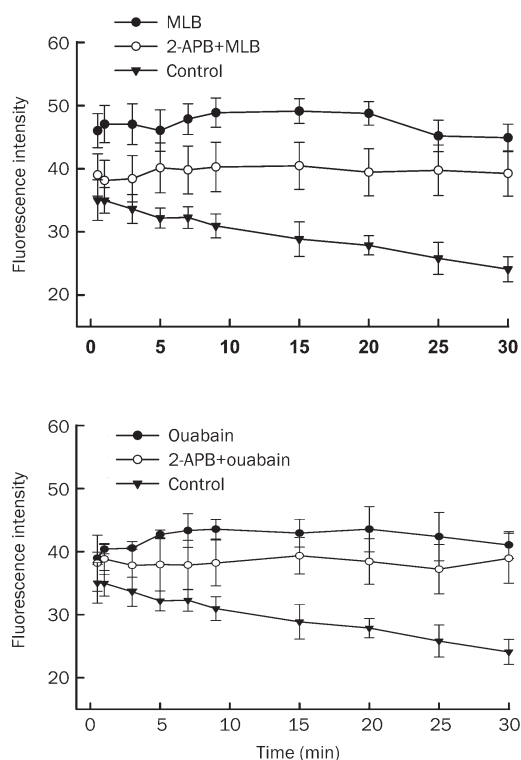 MLB
2-APB+MLB
Control
Fluorescence intensity
60
50
40
30
20
0 5 10 15 20 25 30
Ouabain
2-APB+ouabain
Control
Fluorescence intensity
60
50
40
30
20
0 5 10 15 20 25 30
Time (min)